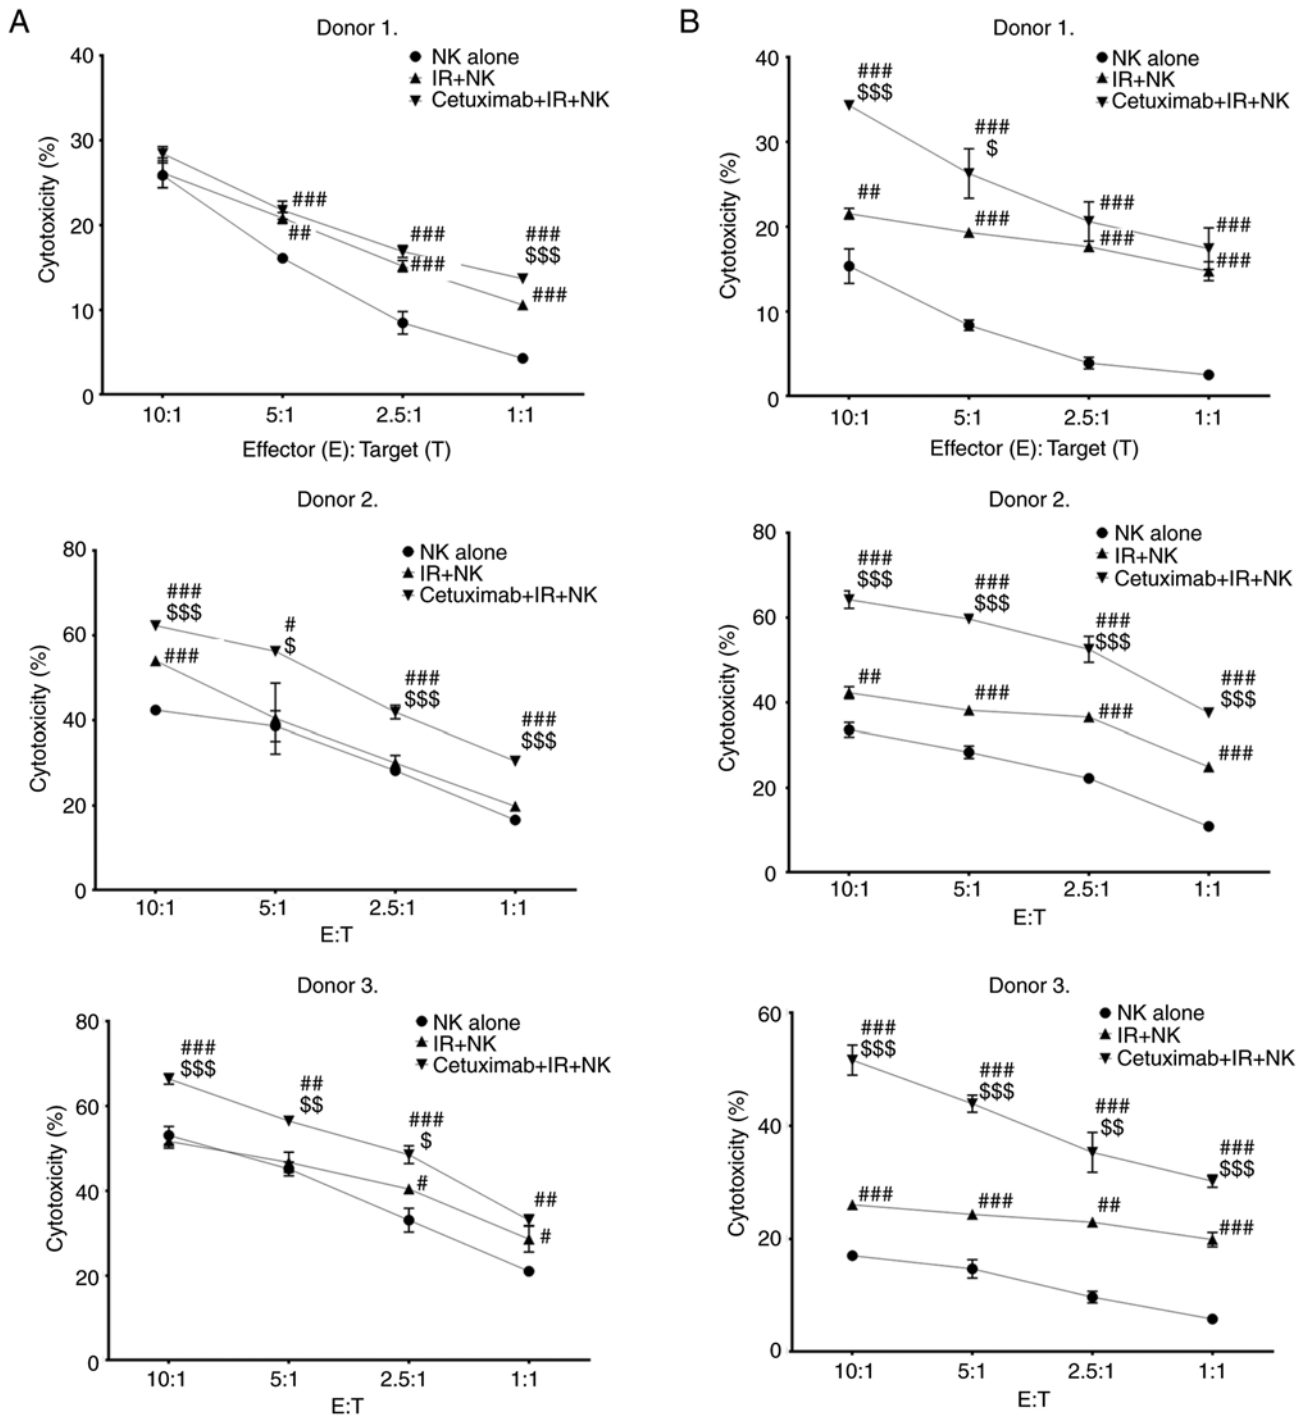 A
Donor 1.
NK alone
IR+NK
Cetuximab+IR+NK
Cytotoxicity (%)
40
30
20
10
0
###
##
###
###
###
$$$
###
10:1 5:1 2.5:1 1:1
Effector (E): Target (T)
Donor 2.
NK alone
IR+NK
Cetuximab+IR+NK
Cytotoxicity (%)
80
60
40
20
0
###
$$$
###
#
$
###
$$$
###
$$$
10:1 5:1 2.5:1 1:1
E:T
Donor 3.
NK alone
IR+NK
Cetuximab+IR+NK
Cytotoxicity (%)
80
60
40
20
0
###
$$$
##
$$
###
$
#
##
#
10:1 5:1 2.5:1 1:1
E:T
B
Donor 1.
NK alone
IR+NK
Cetuximab+IR+NK
Cytotoxicity (%)
40
30
20
10
0
###
$$$
##
###
$
###
###
###
###
###
10:1 5:1 2.5:1 1:1
Effector (E): Target (T)
Donor 2.
NK alone
IR+NK
Cetuximab+IR+NK
Cytotoxicity (%)
80
60
40
20
0
###
$$$
##
###
$$$
###
###
$$$
###
###
$$$
###
10:1 5:1 2.5:1 1:1
E:T
Donor 3.
NK alone
IR+NK
Cetuximab+IR+NK
Cytotoxicity (%)
60
40
20
0
###
$$$
###
###
$$$
###
###
$$
##
###
$$$
###
10:1 5:1 2.5:1 1:1
E:T